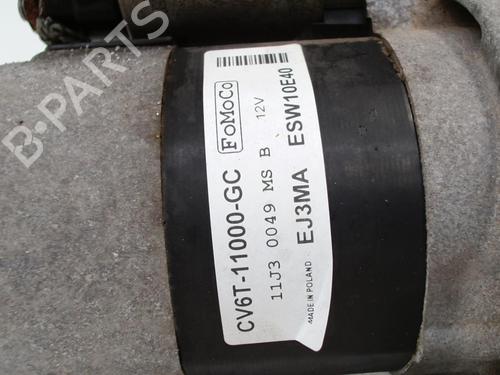 FoMoCo
CV6T-11000-GC
12V
11J3 0049 MS B
EJ3MA ESW10E40
MADE IN POLAND
B-PARTS